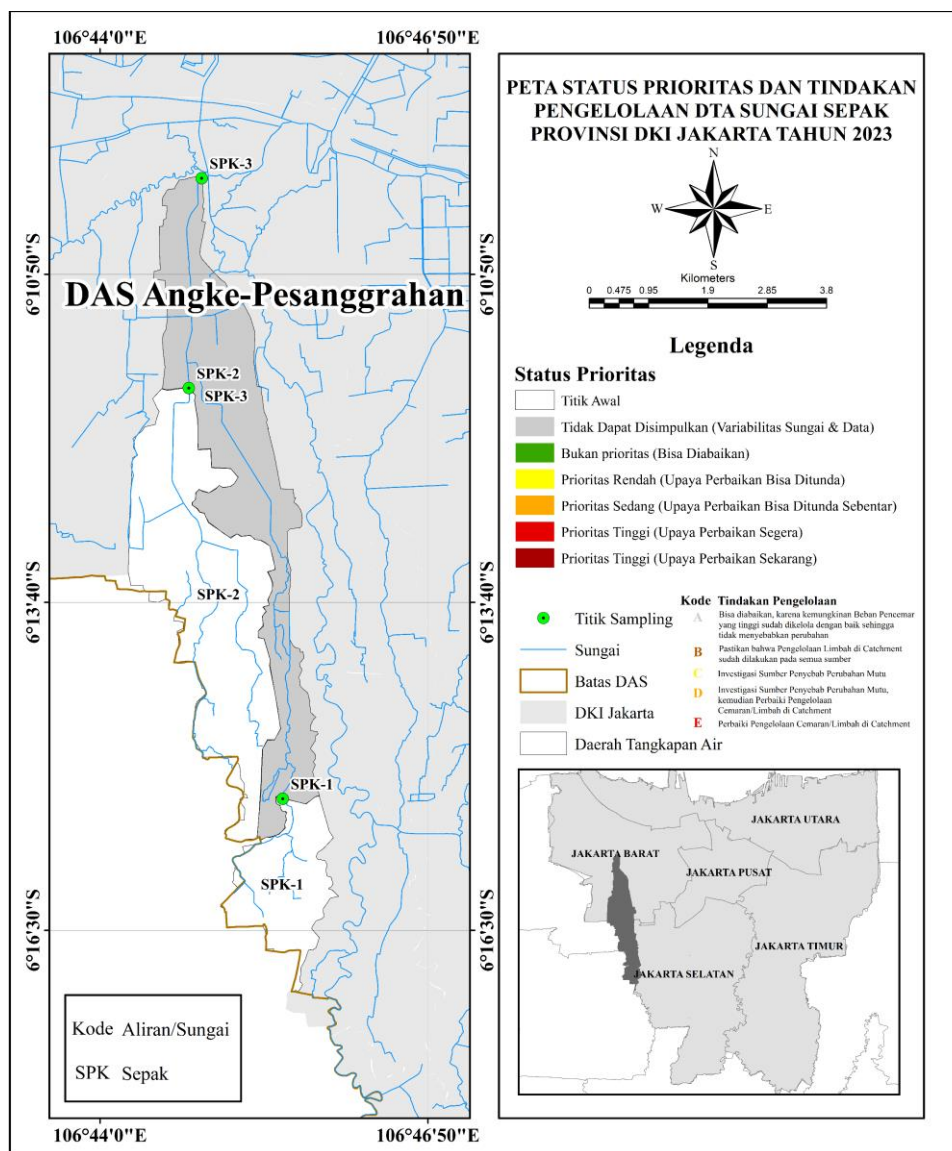 106°44'0"E
106°46'50"E
SPK-3
6°10'50"S
6°10'50"S
DAS Angke-Pesanggrahan
SPK-2
SPK-3
6°13'40"S
6°13'40"S
SPK-2
SPK-1
SPK-1
6°16'30"S
6°16'30"S
Kode Aliran/Sungai
SPK Sepak
106°44'0"E
106°46'50"E
PETA STATUS PRIORITAS DAN TINDAKAN
PENGELOLAAN DTA SUNGAI SEPAK
PROVINSI DKI JAKARTA TAHUN 2023
N
W
E
S
Kilometers
0 0.475 0.95 1.9 2.85 3.8
Legenda
Status Prioritas
Titik Awal
Tidak Dapat Disimpulkan (Variabilitas Sungai & Data)
Bukan prioritas (Bisa Diabaikan)
Prioritas Rendah (Upaya Perbaikan Bisa Ditunda)
Prioritas Sedang (Upaya Perbaikan Bisa Ditunda Sebentar)
Prioritas Tinggi (Upaya Perbaikan Segera)
Prioritas Tinggi (Upaya Perbaikan Sekarang)
Titik Sampling
Sungai
Batas DAS
DKI Jakarta
Daerah Tangkapan Air
Kode Tindakan Pengelolaan
A Bisa diabaikan, karena kemungkinan Beban Pencemar
yang tinggi sudah dikelola dengan baik sehingga
tidak menyebabkan perubahan
B Pastikan bahwa Pengelolaan Limbah di Catchment
sudah dilakukan pada semua sumber
C Investigasi Sumber Penyebab Perubahan Mutu
D Investigasi Sumber Penyebab Perubahan Mutu,
kemudian Perbaiki Pengelolaan
Cemaran/Limbah di Catchment
E Perbaiki Pengelolaan Cemaran/Limbah di Catchment
JAKARTA UTARA
JAKARTA BARAT
JAKARTA PUSAT
JAKARTA TIMUR
JAKARTA SELATAN